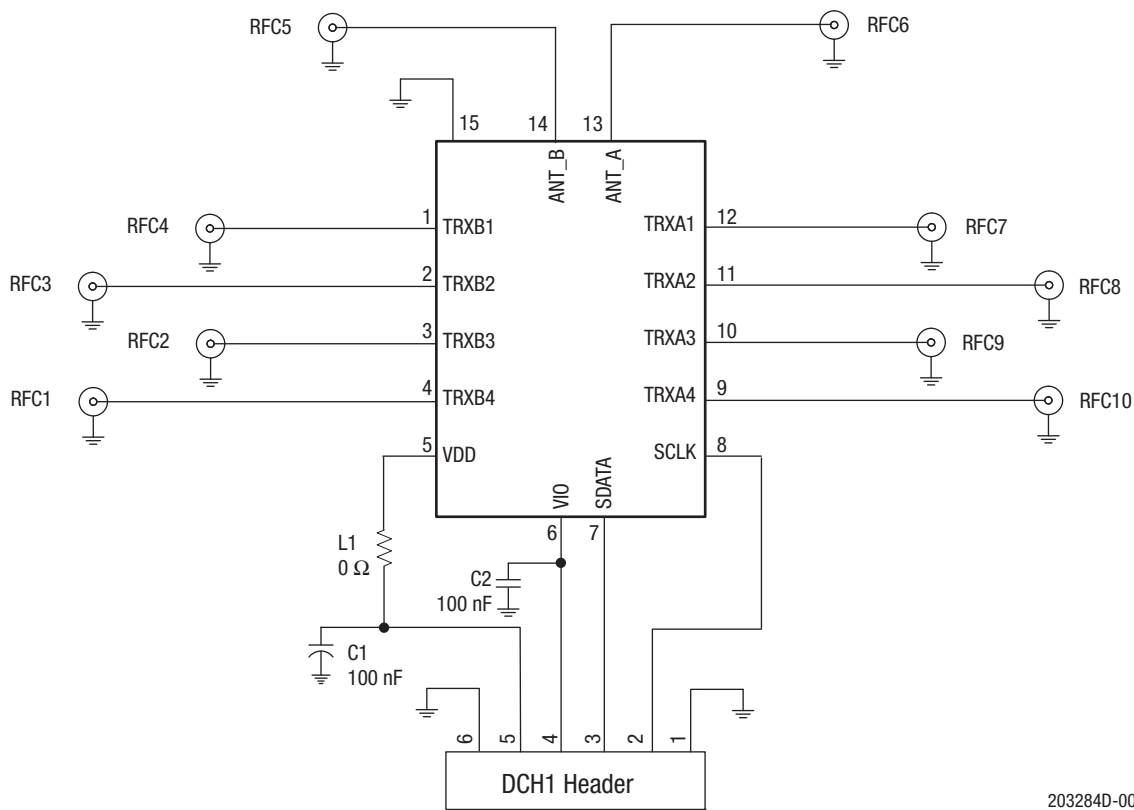 RFC5
RFC6
15
14
13
ANT_B
ANT_A
RFC4
1
TRXB1
TRXA1
12
RFC7
RFC3
2
TRXB2
TRXA2
11
RFC8
RFC2
3
TRXB3
TRXA3
10
RFC9
RFC1
4
TRXB4
TRXA4
9
RFC10
5
VDD
SCLK
8
VIO
SDATA
6
7
L1
0 Ω
C2
100 nF
C1
100 nF
6
5
4
3
2
1
DCH1 Header
203284D-00